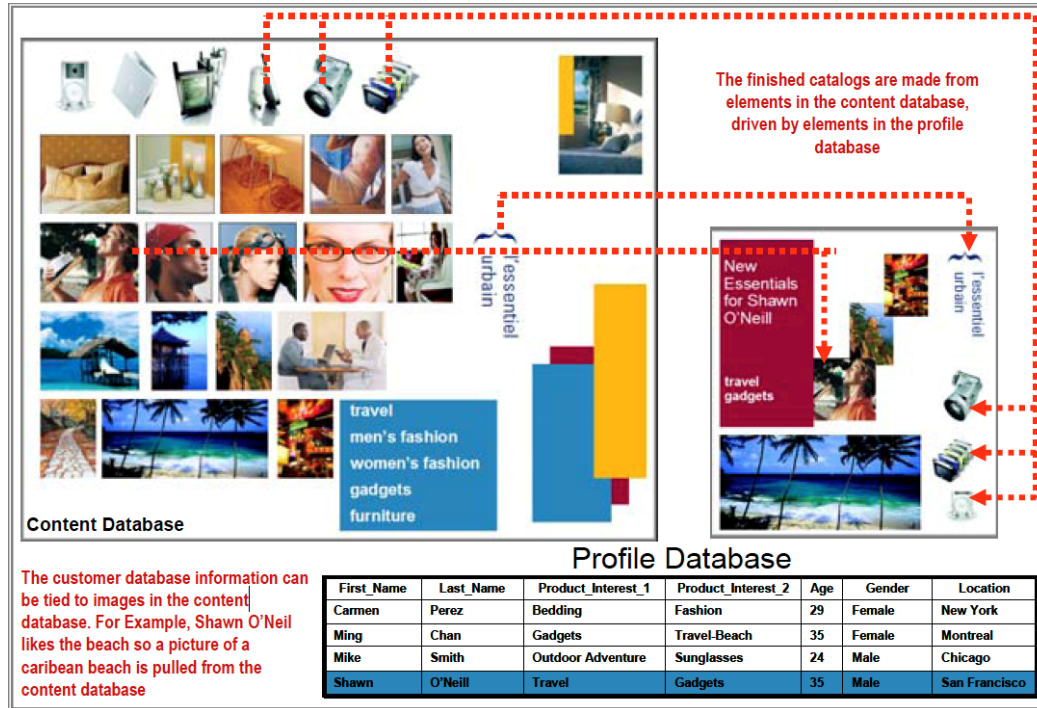 The finished catalogs are made from
elements in the content database,
driven by elements in the profile
database
l'essentiel
urbain
travel
men's fashion
women's fashion
gadgets
furniture
Content Database
New
Essentials
for Shawn
O'Neill
travel
gadgets
l'essentiel
urbain
The customer database information can
be tied to images in the content
database. For Example, Shawn O'Neil
likes the beach so a picture of a
caribean beach is pulled from the
content database
Profile Database
First_Name Last_Name Product_Interest_1 Product_Interest_2 Age Gender Location
Carmen Perez Bedding Fashion 29 Female New York
Ming Chan Gadgets Travel-Beach 35 Female Montreal
Mike Smith Outdoor Adventure Sunglasses 24 Male Chicago
Shawn O'Neill Travel Gadgets 35 Male San Francisco